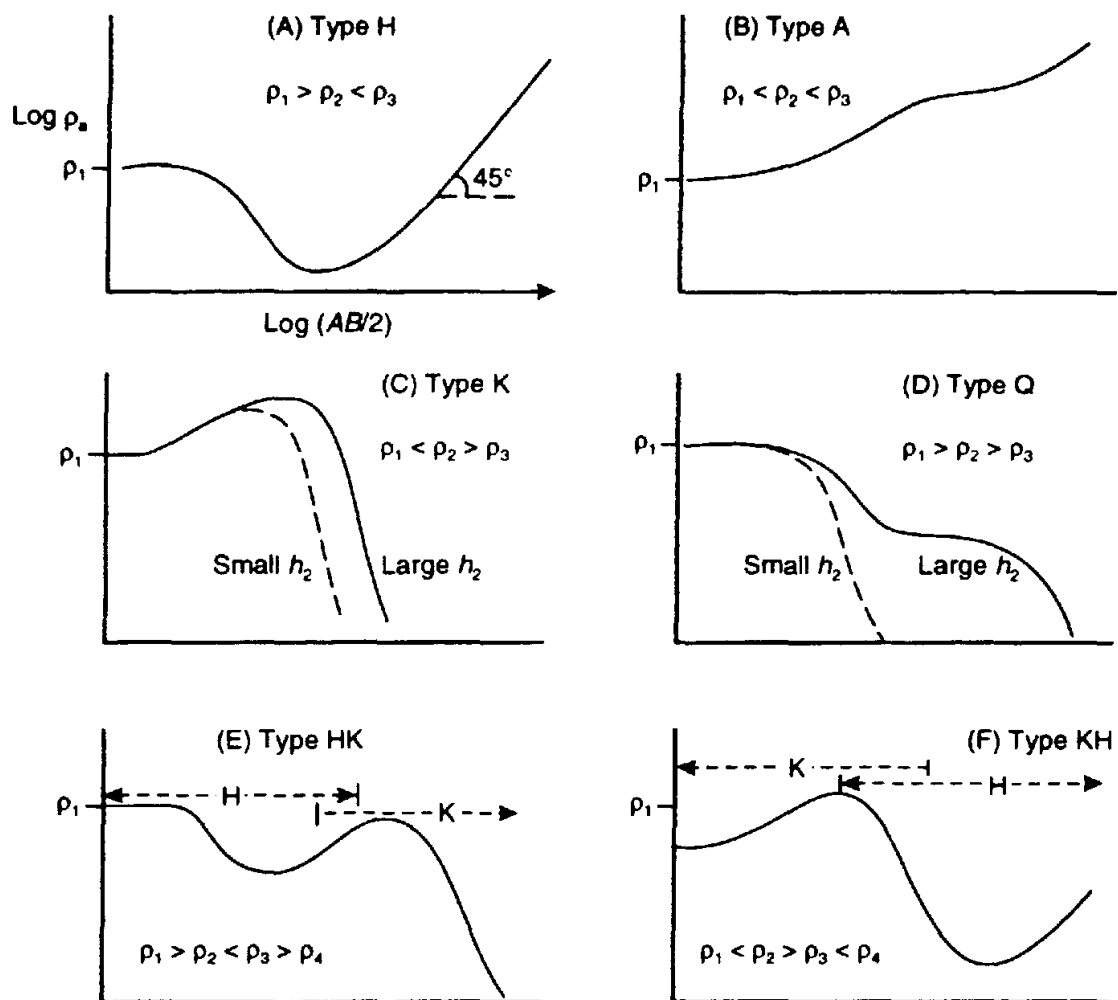 (A) Type H
ρ₁ > ρ₂ < ρ₃
Log ρₐ
ρ₁
45°
Log (AB/2)
(B) Type A
ρ₁ < ρ₂ < ρ₃
ρ₁
(C) Type K
ρ₁ < ρ₂ > ρ₃
ρ₁
Small h₂
Large h₂
(D) Type Q
ρ₁ > ρ₂ > ρ₃
ρ₁
Small h₂
Large h₂
(E) Type HK
H
K
ρ₁
ρ₁ > ρ₂ < ρ₃ > ρ₄
(F) Type KH
K
H
ρ₁
ρ₁ < ρ₂ > ρ₃ < ρ₄